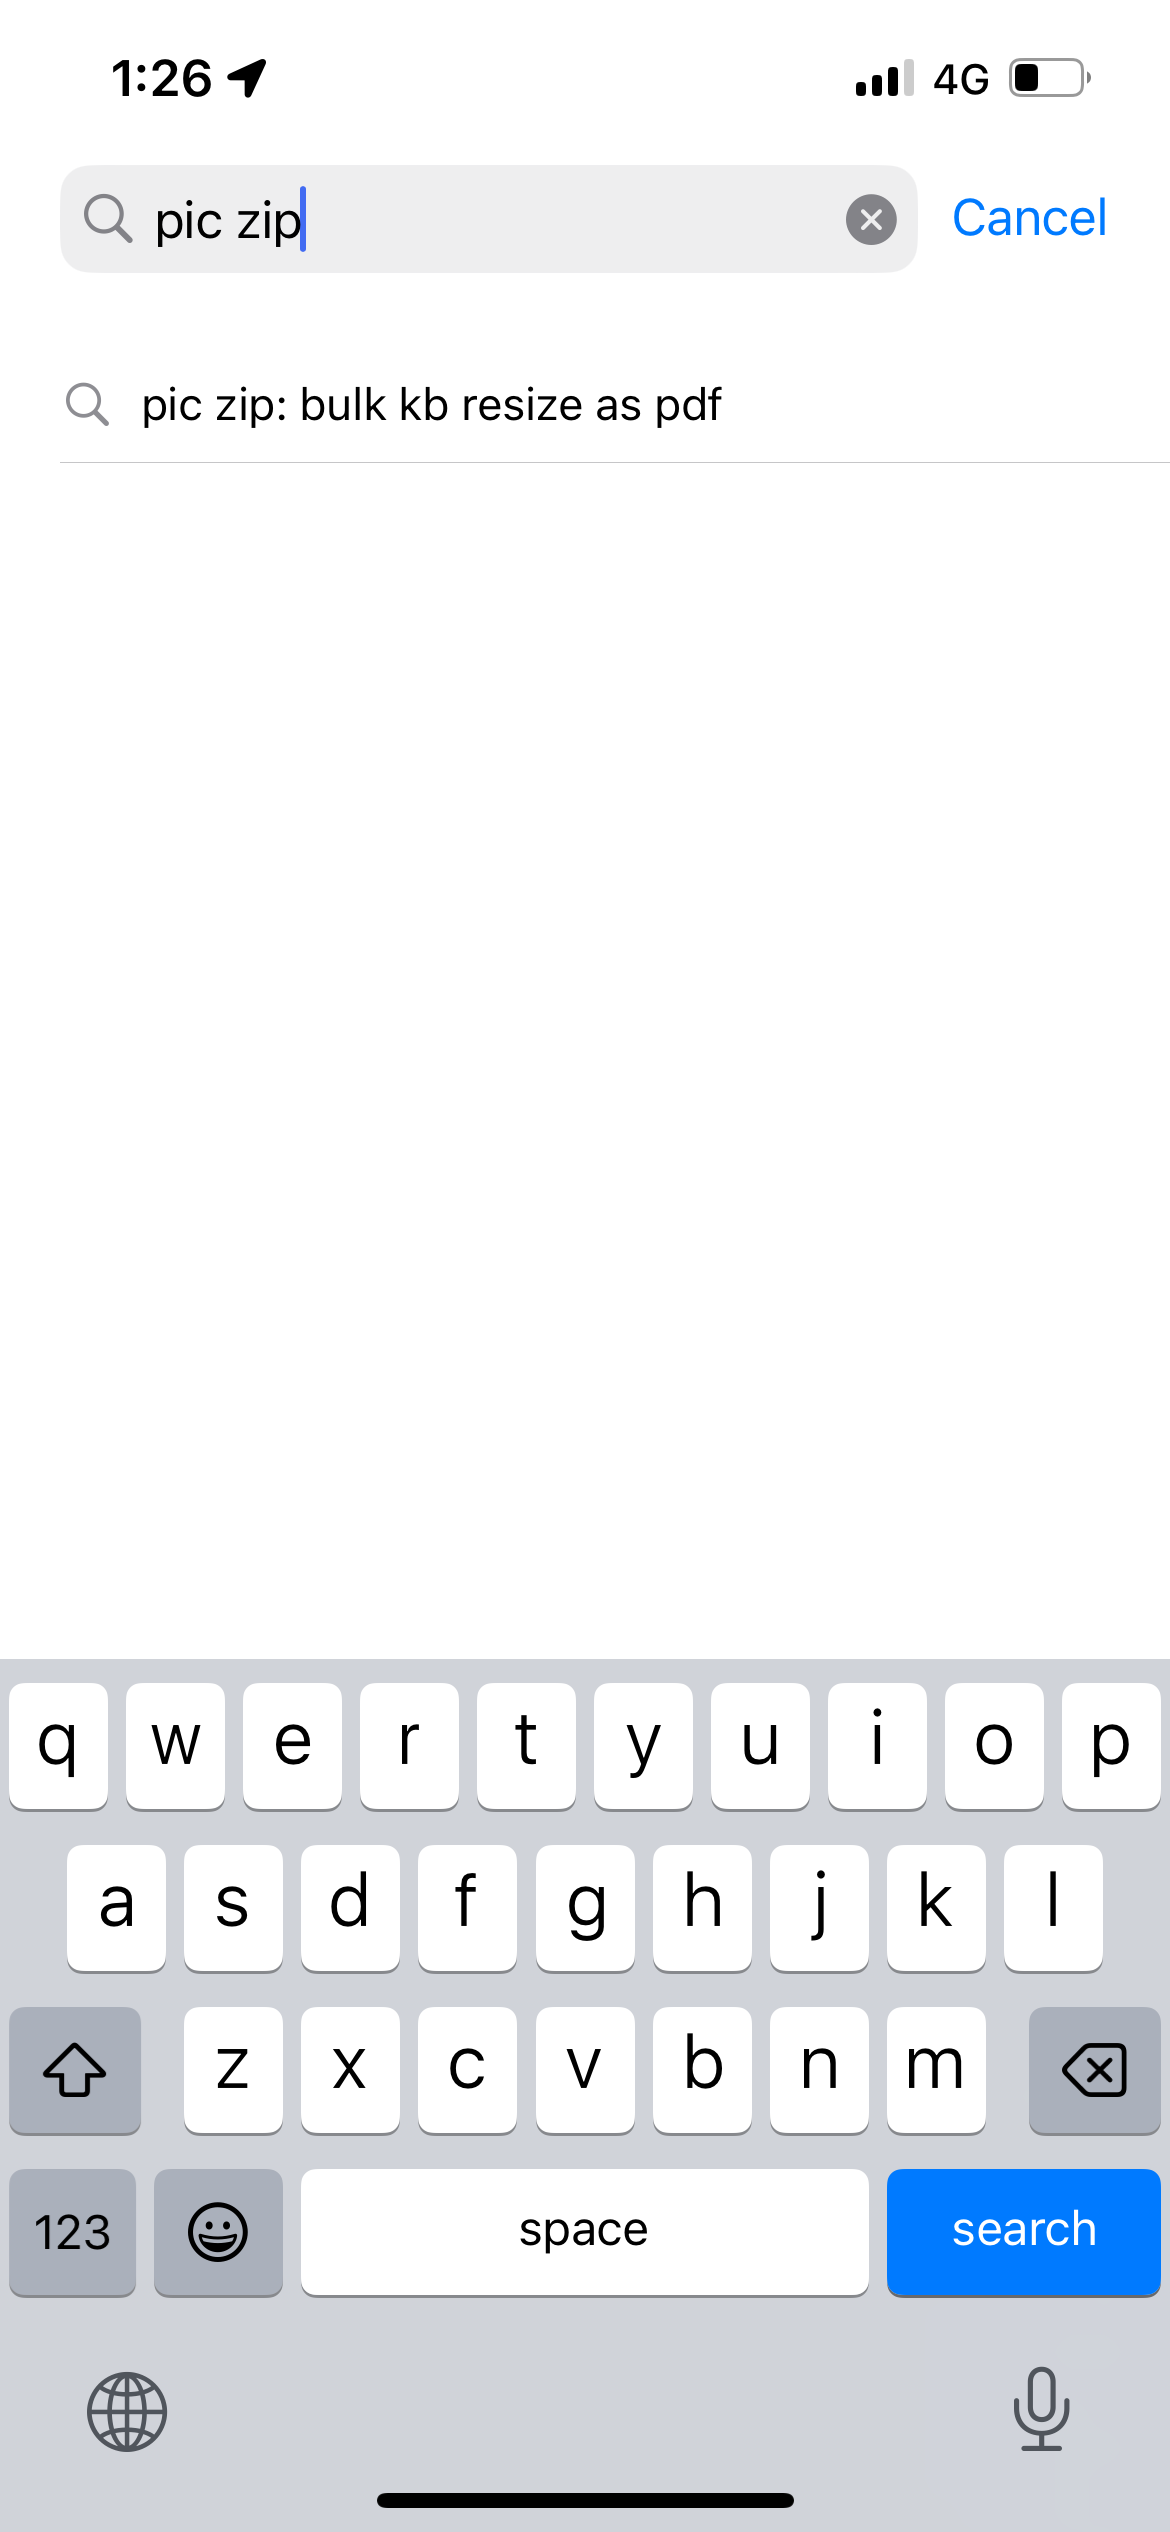 1:26
4G
pic zip
Cancel
pic zip: bulk kb resize as pdf
q w e r t y u i o p
a s d f g h j k l
z x c v b n m
123 space search